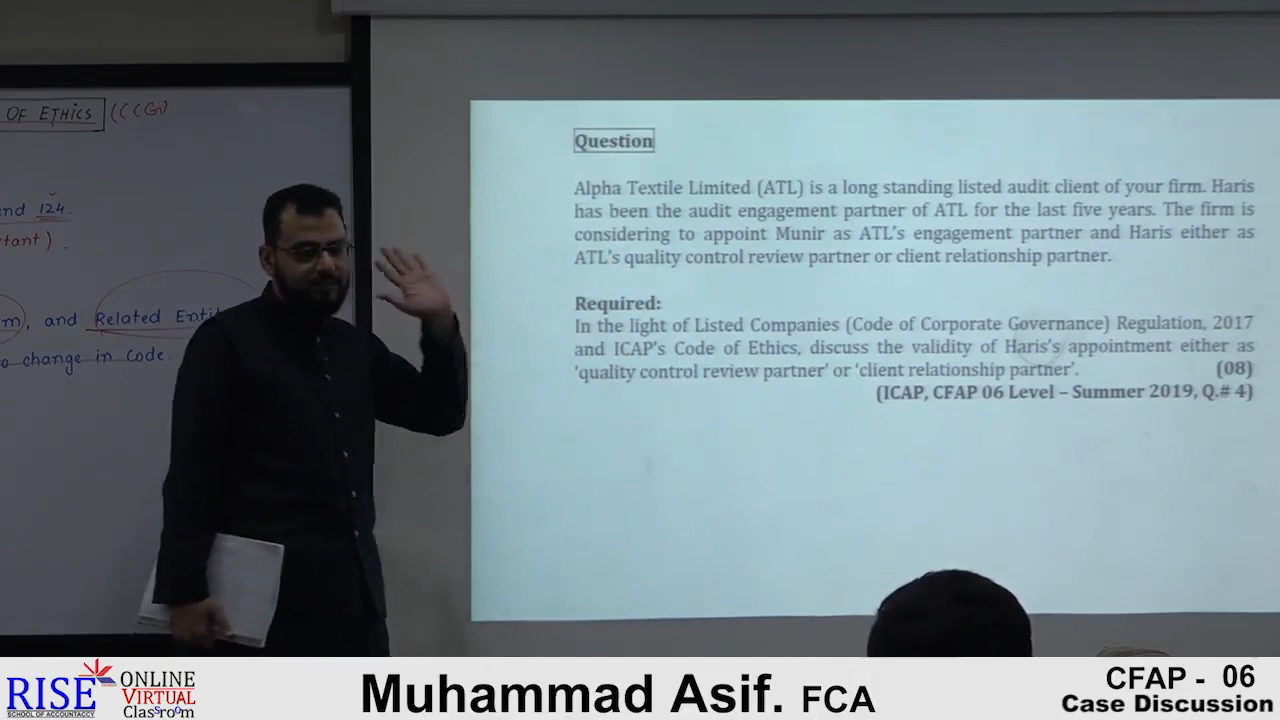 OF ETHICS (CCG
and 124.
tant).
m, and Related Entit
o change in Code.
Question
Alpha Textile Limited (ATL) is a long standing listed audit client of your firm. Haris
has been the audit engagement partner of ATL for the last five years. The firm is
considering to appoint Munir as ATL's engagement partner and Haris either as
ATL's quality control review partner or client relationship partner.
Required:
In the light of Listed Companies (Code of Corporate Governance) Regulation, 2017
and ICAP's Code of Ethics, discuss the validity of Haris's appointment either as
'quality control review partner' or 'client relationship partner'. (08)
(ICAP, CFAP 06 Level – Summer 2019, Q.# 4)
RISE
SCHOOL OF ACCOUNTANCY
ONLINE
VIRTUAL
Classroom
Muhammad Asif. FCA
CFAP - 06
Case Discussion